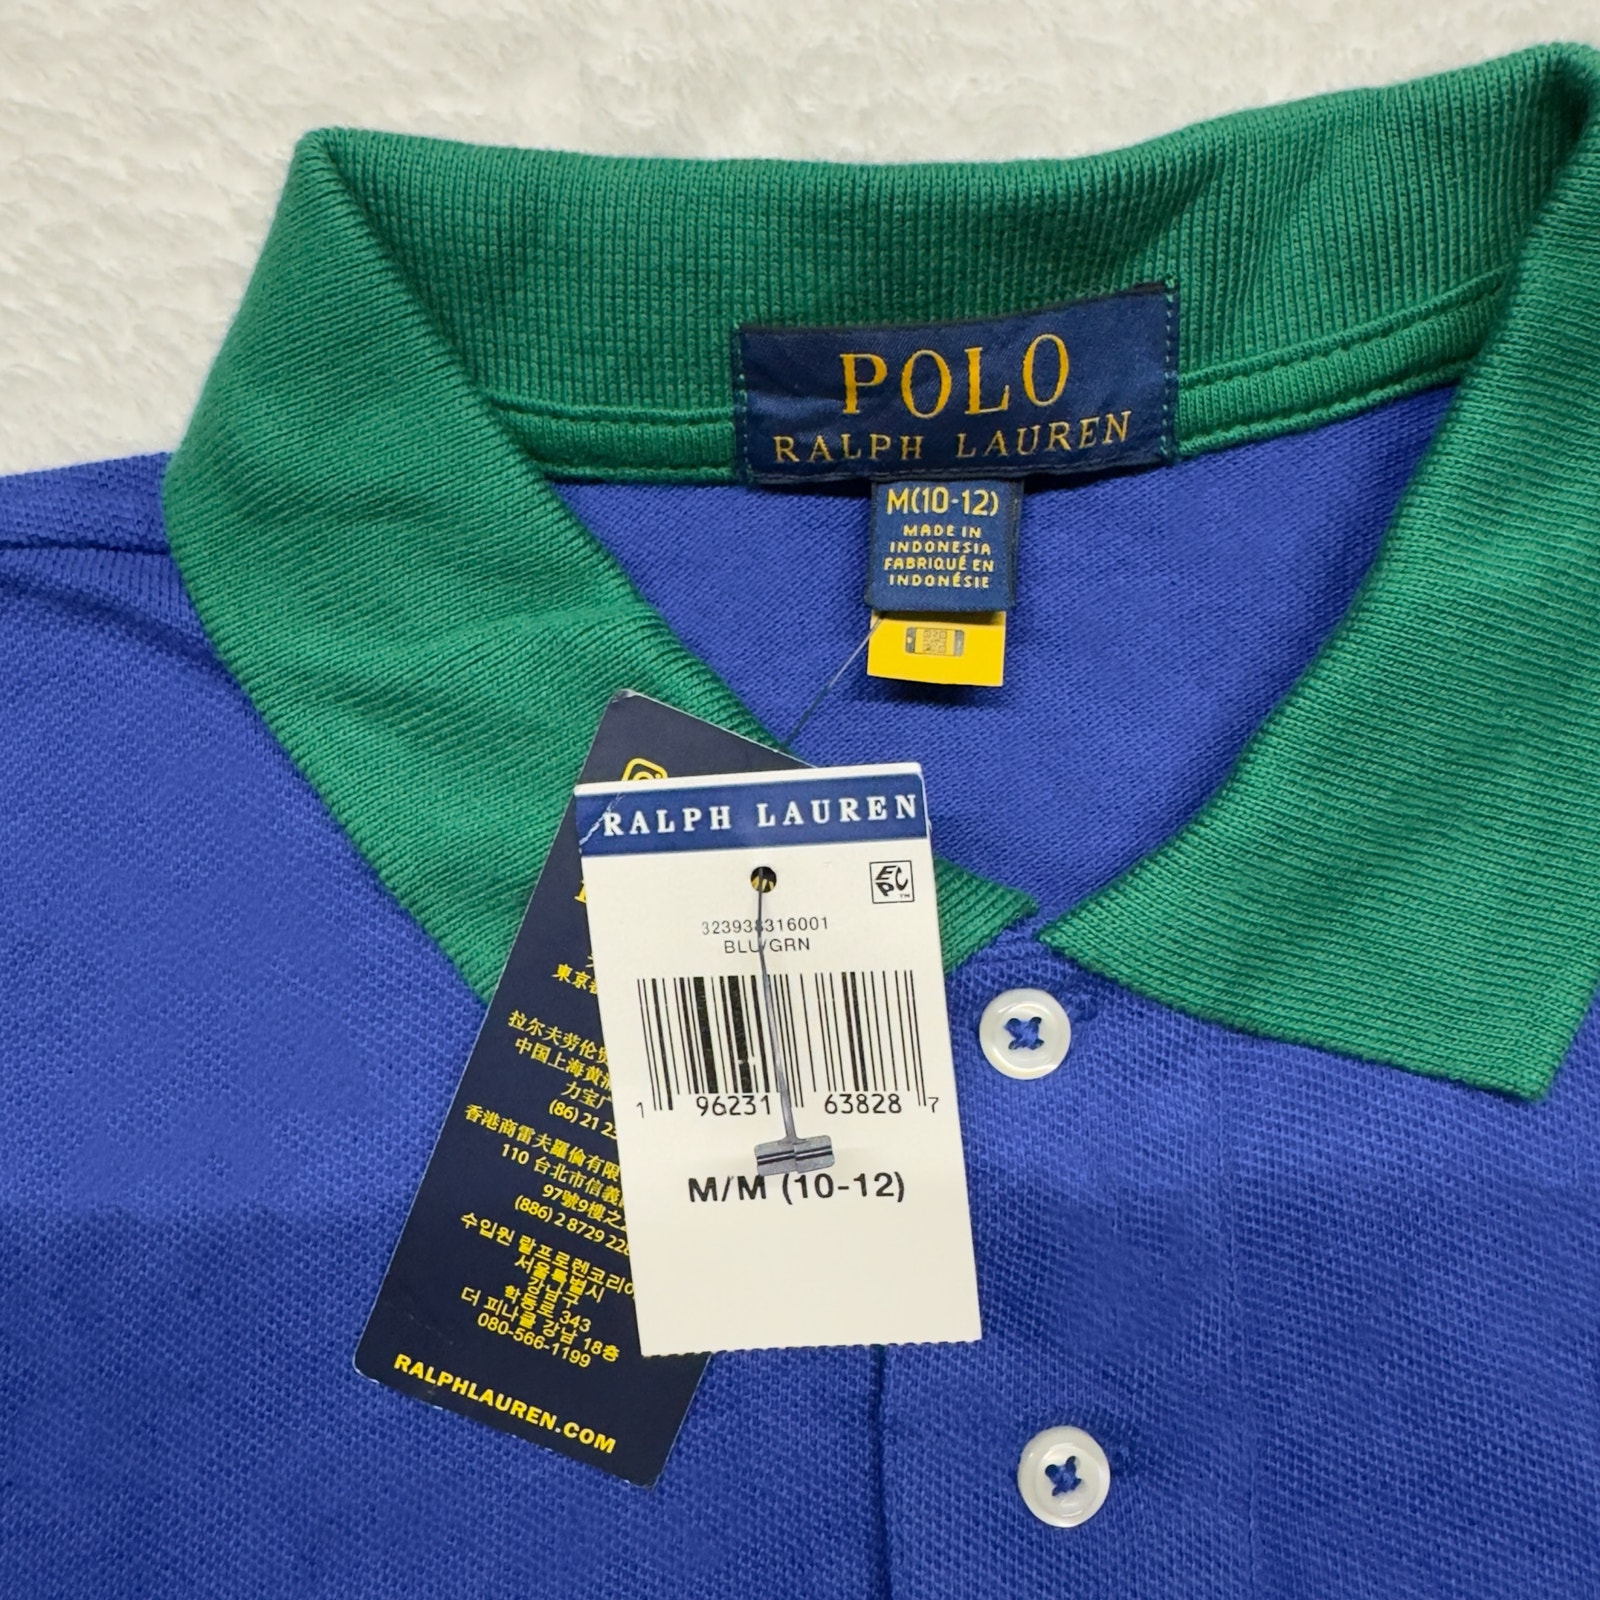 POLO
RALPH LAUREN
M(10-12)
MADE IN
INDONESIA
FABRIQUÉ EN
INDONÉSIE
RALPH LAUREN
EPC
TM
323938316001
BLU/GRN
1 96231 63828 7
M/M (10-12)
東京
拉尔夫劳伦
中国上海黄浦
力宝广
(86) 21
香港商雷夫羅倫有限
110 台北市信義
97號9樓之
(886) 2 8729
수입원 랄프로렌코리아
서울특별시
강남구
학동로 343
더 피나클 강남 18층
080-566-1199
RALPHLAUREN.COM